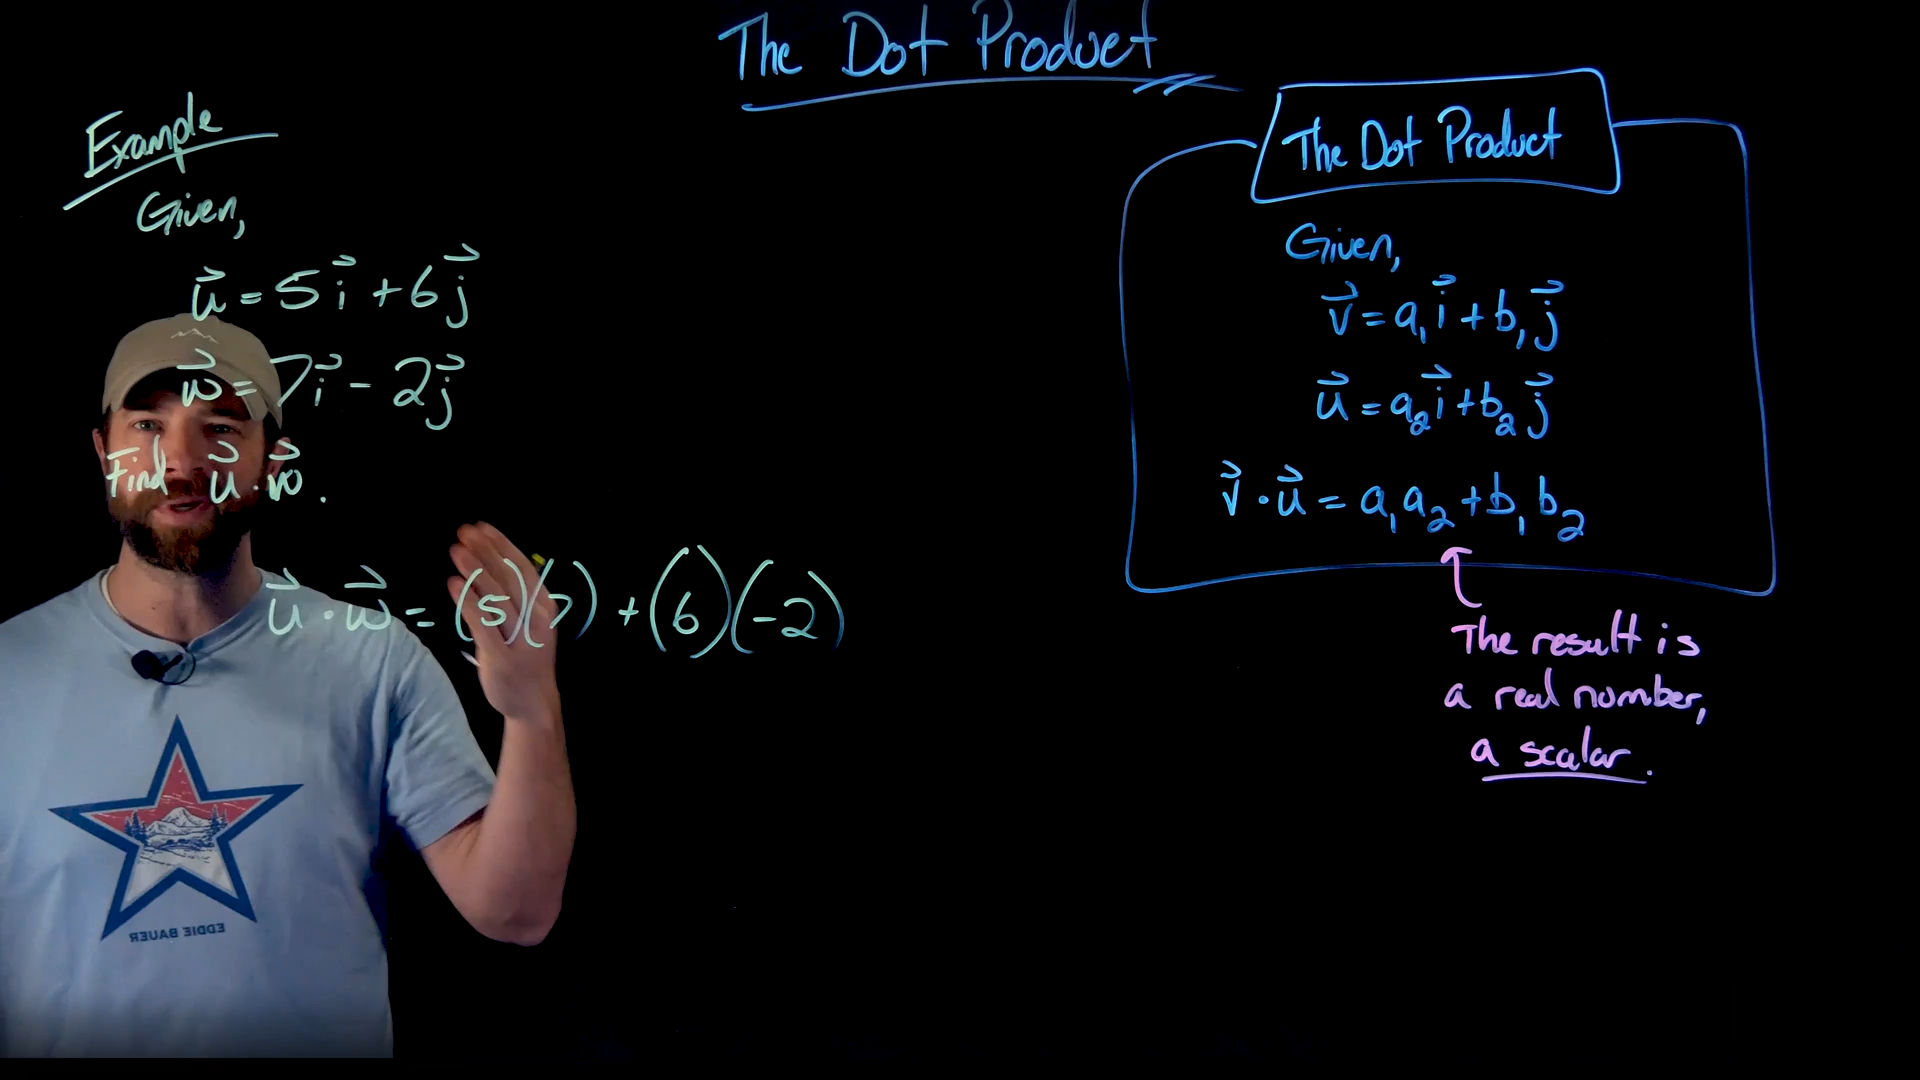 The Dot Product
Example
Given,
u⃗ = 5i⃗ + 6j⃗
w⃗ = 7i⃗ - 2j⃗
Find u⃗ · w⃗.
u⃗ · w⃗ = (5)(7) + (6)(-2)
EDDIE BAUER
The Dot Product
Given,
v⃗ = a₁i⃗ + b₁j⃗
u⃗ = a₂i⃗ + b₂j⃗
v⃗ · u⃗ = a₁a₂ + b₁b₂
The result is
a real number,
a scalar.